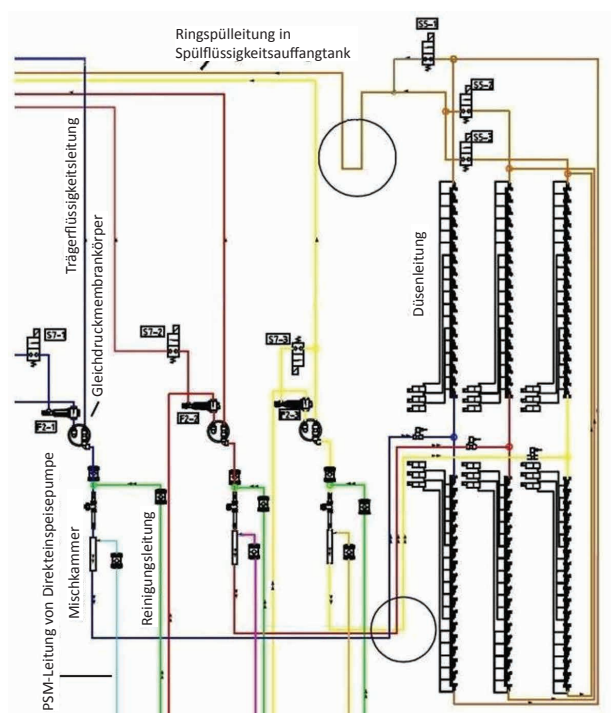 Ringspülleitung in
Spülflüssigkeitsauffangtank
S5-1
S5-2
S5-3
Trägerflüssigkeitsleitung
Gleichdruckmembrankörper
Düsenleitung
S7-1
S7-2
S7-3
F2-1
F2-2
F2-3
PSM-Leitung von Direkteinspeisepumpe
Mischkammer
Reinigungsleitung